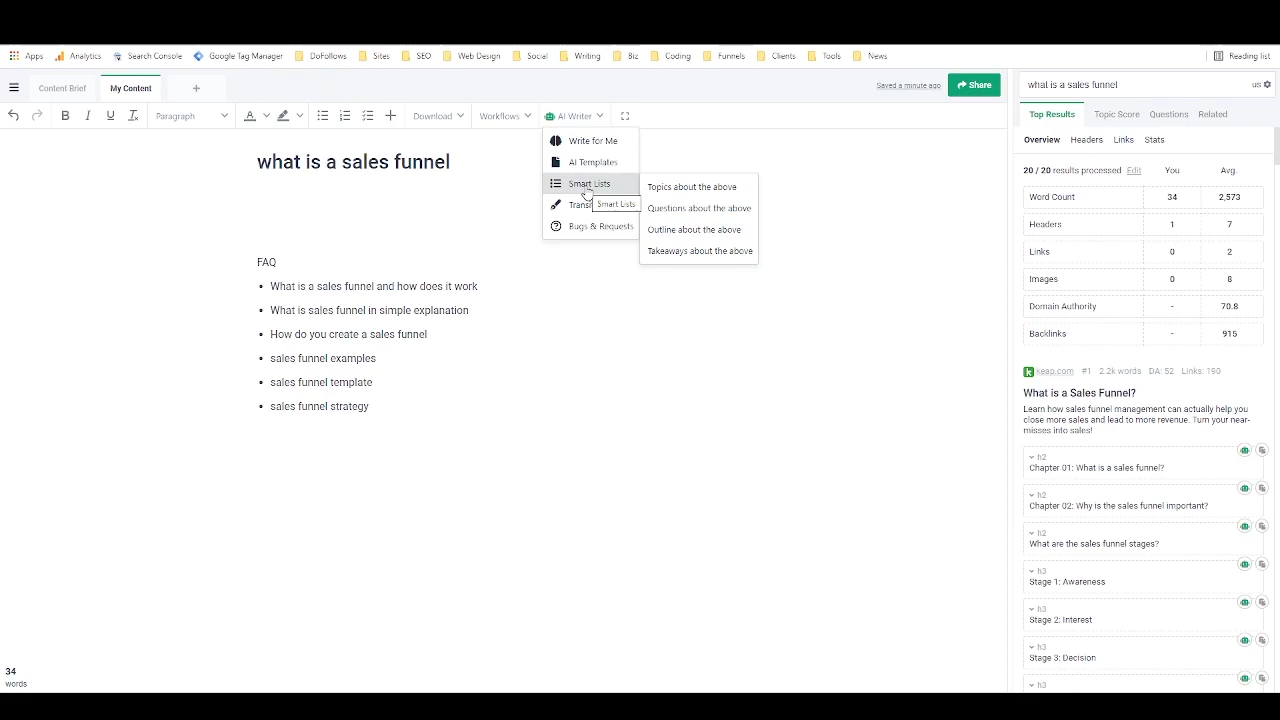 Apps Analytics Search Console Google Tag Manager DoFollows Sites SEO Web Design Social Writing Biz Coding Funnels Clients Tools News Reading list
Content Brief My Content + Saved a minute ago Share
B I U Paragraph A Download Workflows AI Writer
what is a sales funnel
FAQ
• What is a sales funnel and how does it work
• What is sales funnel in simple explanation
• How do you create a sales funnel
• sales funnel examples
• sales funnel template
• sales funnel strategy
Write for Me
AI Templates
Smart Lists
Smart Lists
Bugs & Requests
Topics about the above
Questions about the above
Outline about the above
Takeaways about the above
34
words
what is a sales funnel us
Top Results Topic Score Questions Related
Overview Headers Links Stats
20 / 20 results processed Edit You Avg.
Word Count 34 2,573
Headers 1 7
Links 0 2
Images 0 8
Domain Authority - 70.8
Backlinks - 915
keap.com #1 2.2k words DA: 52 Links: 190
What is a Sales Funnel?
Learn how sales funnel management can actually help you
close more sales and lead to more revenue. Turn your near-
misses into sales!
h2
Chapter 01: What is a sales funnel?
h2
Chapter 02: Why is the sales funnel important?
h2
What are the sales funnel stages?
h3
Stage 1: Awareness
h3
Stage 2: Interest
h3
Stage 3: Decision
h3